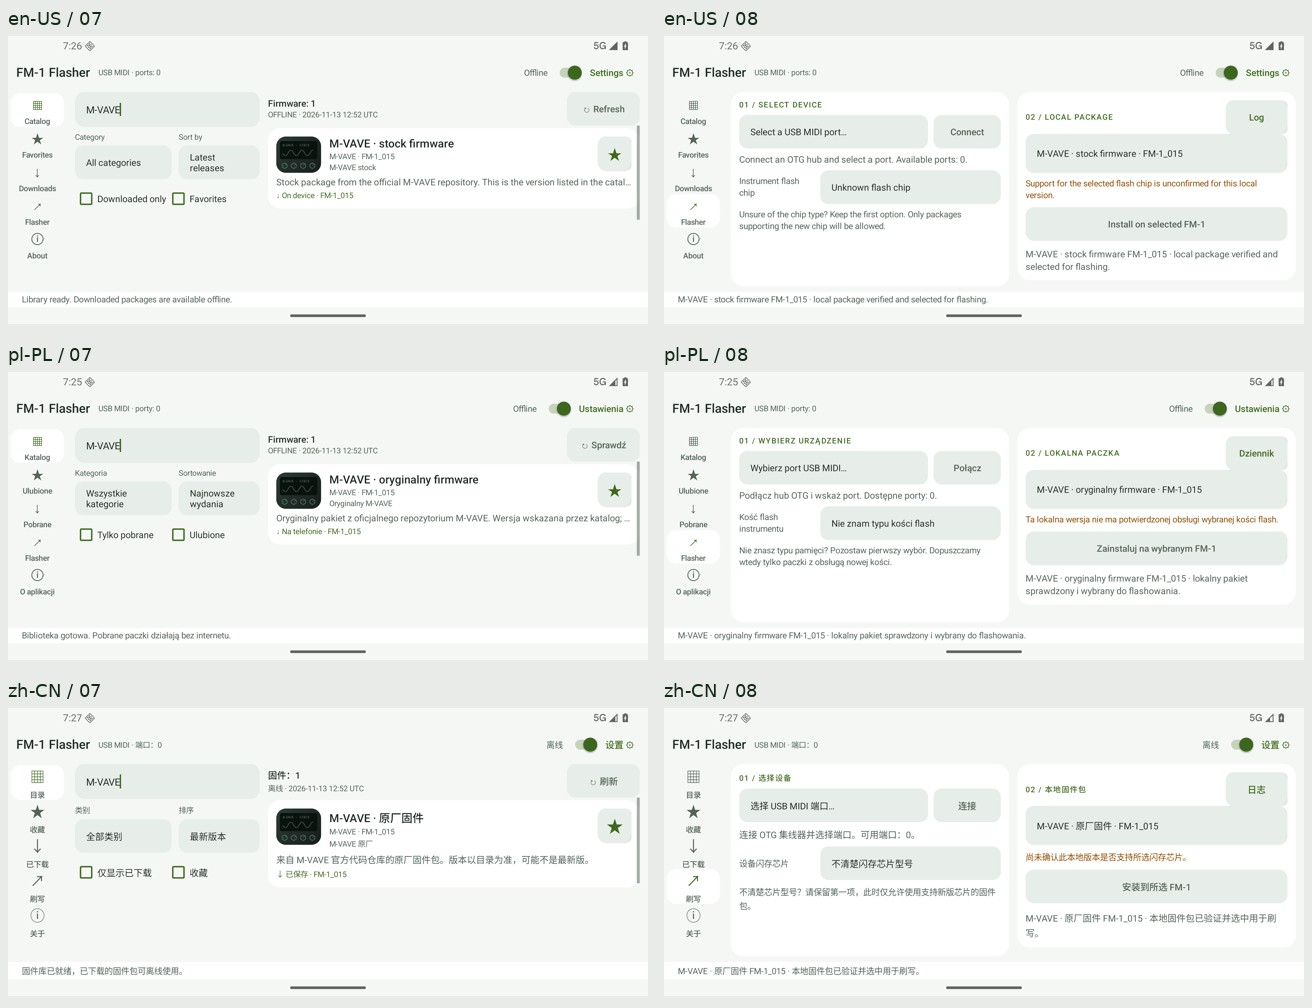 en-US / 07
7:26
5G
FM-1 Flasher
USB MIDI · ports: 0
Offline
Settings
Catalog
Favorites
Downloads
Flasher
About
M-VAVE
Category
Sort by
All categories
Latest
releases
Downloaded only
Favorites
Firmware: 1
OFFLINE · 2026-11-13 12:52 UTC
Refresh
M-VAVE · stock firmware
M-VAVE · FM-1_015
M-VAVE stock
Stock package from the official M-VAVE repository. This is the version listed in the catal…
↓ On device · FM-1_015
Library ready. Downloaded packages are available offline.
en-US / 08
7:26
5G
FM-1 Flasher
USB MIDI · ports: 0
Offline
Settings
Catalog
Favorites
Downloads
Flasher
About
01 / SELECT DEVICE
Select a USB MIDI port…
Connect
Connect an OTG hub and select a port. Available ports: 0.
Instrument flash
chip
Unknown flash chip
Unsure of the chip type? Keep the first option. Only packages
supporting the new chip will be allowed.
02 / LOCAL PACKAGE
Log
M-VAVE · stock firmware · FM-1_015
Support for the selected flash chip is unconfirmed for this local
version.
Install on selected FM-1
M-VAVE · stock firmware FM-1_015 · local package verified and
selected for flashing.
M-VAVE · stock firmware FM-1_015 · local package verified and selected for flashing.
pl-PL / 07
7:25
5G
FM-1 Flasher
USB MIDI · porty: 0
Offline
Ustawienia
Katalog
Ulubione
Pobrane
Flasher
O aplikacji
M-VAVE
Kategoria
Sortowanie
Wszystkie
kategorie
Najnowsze
wydania
Tylko pobrane
Ulubione
Firmware: 1
OFFLINE · 2026-11-13 12:52 UTC
Sprawdź
M-VAVE · oryginalny firmware
M-VAVE · FM-1_015
Oryginalny M-VAVE
Oryginalny pakiet z oficjalnego repozytorium M-VAVE. Wersja wskazana przez katalog; …
↓ Na telefonie · FM-1_015
Biblioteka gotowa. Pobrane paczki działają bez internetu.
pl-PL / 08
7:25
5G
FM-1 Flasher
USB MIDI · porty: 0
Offline
Ustawienia
Katalog
Ulubione
Pobrane
Flasher
O aplikacji
01 / WYBIERZ URZĄDZENIE
Wybierz port USB MIDI…
Połącz
Podłącz hub OTG i wskaż port. Dostępne porty: 0.
Kość flash
instrumentu
Nie znam typu kości flash
Nie znasz typu pamięci? Pozostaw pierwszy wybór. Dopuszczamy
wtedy tylko paczki z obsługą nowej kości.
02 / LOKALNA PACZKA
Dziennik
M-VAVE · oryginalny firmware · FM-1_015
Ta lokalna wersja nie ma potwierdzonej obsługi wybranej kości flash.
Zainstaluj na wybranym FM-1
M-VAVE · oryginalny firmware FM-1_015 · lokalny pakiet
sprawdzony i wybrany do flashowania.
M-VAVE · oryginalny firmware FM-1_015 · lokalny pakiet sprawdzony i wybrany do flashowania.
zh-CN / 07
7:27
5G
FM-1 Flasher
USB MIDI · 端口：0
离线
设置
目录
收藏
已下载
刷写
关于
M-VAVE
类别
排序
全部类别
最新版本
仅显示已下载
收藏
固件：1
离线 · 2026-11-13 12:52 UTC
刷新
M-VAVE · 原厂固件
M-VAVE · FM-1_015
M-VAVE 原厂
来自 M-VAVE 官方代码仓库的原厂固件包。版本以目录为准，可能不是最新版。
↓ 已保存 · FM-1_015
固件库已就绪，已下载的固件包可离线使用。
zh-CN / 08
7:27
5G
FM-1 Flasher
USB MIDI · 端口：0
离线
设置
目录
收藏
已下载
刷写
关于
01 / 选择设备
选择 USB MIDI 端口…
连接
连接 OTG 集线器并选择端口。可用端口：0。
设备闪存芯片
不清楚闪存芯片型号
不清楚芯片型号？请保留第一项，此时仅允许使用支持新版芯片的固件
包。
02 / 本地固件包
日志
M-VAVE · 原厂固件 · FM-1_015
尚未确认此本地版本是否支持所选闪存芯片。
安装到所选 FM-1
M-VAVE · 原厂固件 FM-1_015 · 本地固件包已验证并选中用于刷
写。
M-VAVE · 原厂固件 FM-1_015 · 本地固件包已验证并选中用于刷写。